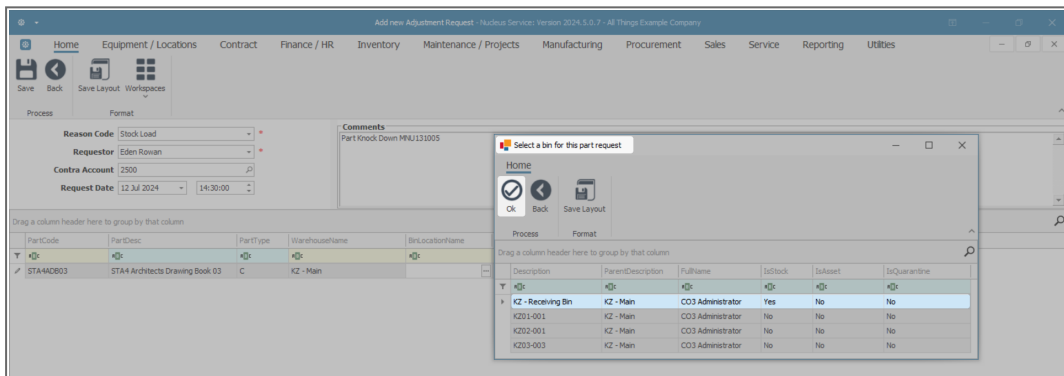 Add new Adjustment Request - Nucleus Service: Version 2024.5.0.7 - All Things Example Company
Home Equipment / Locations Contract Finance / HR Inventory Maintenance / Projects Manufacturing Procurement Sales Service Reporting Utilities
Save Back Save Layout Workspaces
Process Format
Reason Code Stock Load *
Requestor Eden Rowan *
Contra Account 2500
Request Date 12 Jul 2024 14:30:00
Comments
Part Knock Down MNU131005
Drag a column header here to group by that column
PartCode PartDesc PartType WarehouseName BinLocationName
STA4ADB03 STA4 Architects Drawing Book 03 C KZ - Main
Select a bin for this part request
Home
Ok Back Save Layout
Process Format
Drag a column header here to group by that column
Description ParentDescription FullName IsStock IsAsset IsQuarantine
KZ - Receiving Bin KZ - Main CO3 Administrator Yes No No
KZ01-001 KZ - Main CO3 Administrator No No No
KZ02-001 KZ - Main CO3 Administrator No No No
KZ03-003 KZ - Main CO3 Administrator No No No